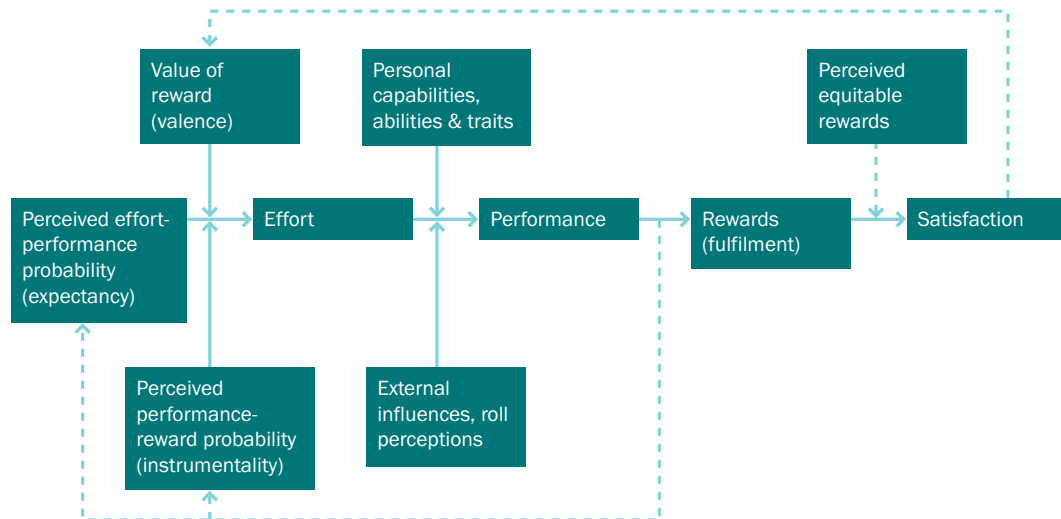 Value of
reward
(valence)
Personal
capabilities,
abilities & traits
Perceived
equitable
rewards
Perceived effort-
performance
probability
(expectancy)
Effort
Performance
Rewards
(fulfilment)
Satisfaction
Perceived
performance-
reward probability
(instrumentality)
External
influences, roll
perceptions